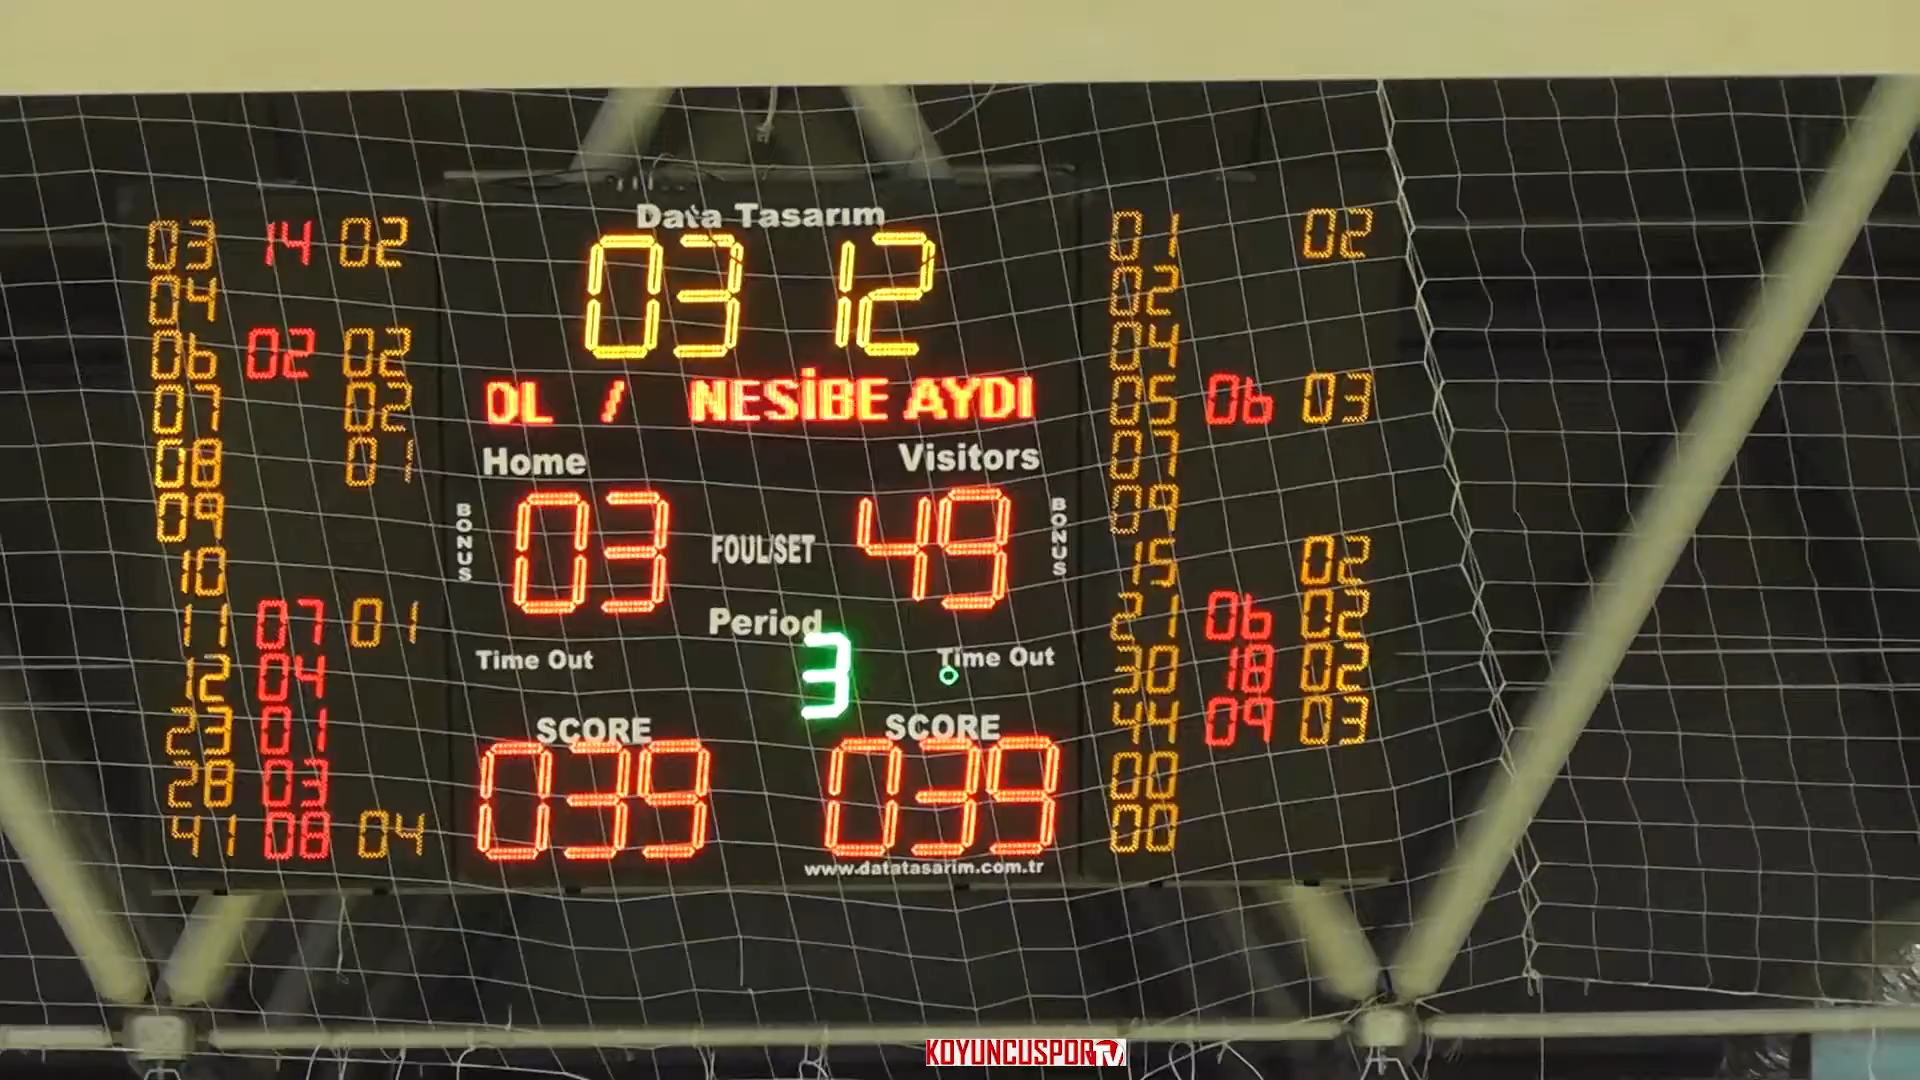 Data Tasarım
03 12
OL / NESİBE AYDI
Home Visitors
BONUS 03 FOUL/SET 49 BONUS
Period
3
Time Out Time Out
SCORE SCORE
039 039
www.datatasarim.com.tr
03 14 02
04
06 02 02
07 02
08 01
09
10
11 07 01
12 04
23 01
28 03
41 08 04
01 02
02
04
05 06 03
07
09
15 02
21 06 02
30 18 02
44 09 03
00
00
KOYUNCUSPOR TV